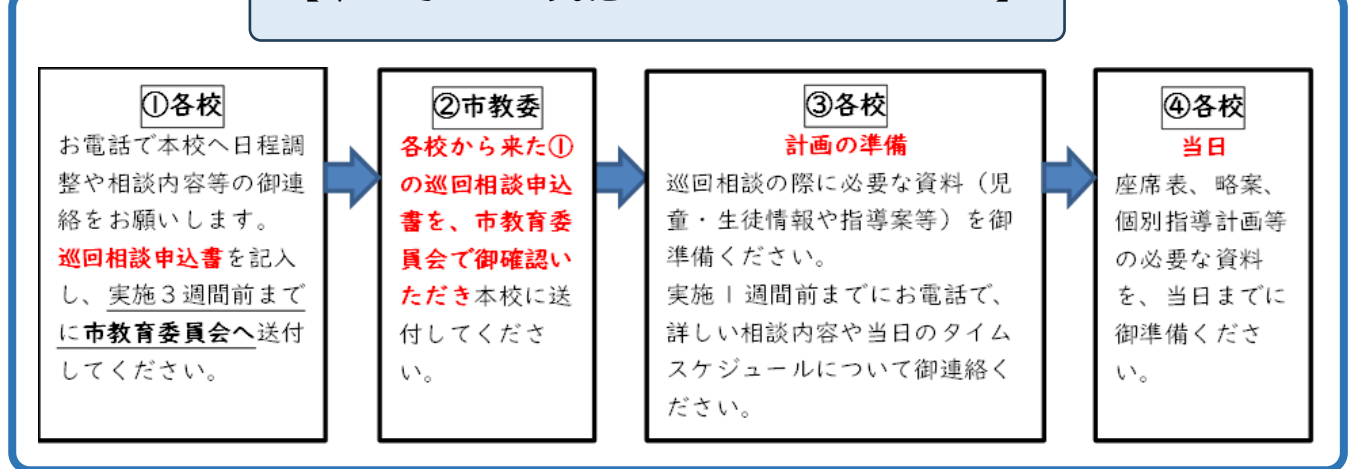 ①各校
お電話で本校へ日程調
整や相談内容等の御連
絡をお願いします。
巡回相談申込書を記入
し、実施３週間前まで
に市教育委員会へ送付
してください。
②市教委
各校から来た①
の巡回相談申込
書を、市教育委
員会で御確認い
ただき本校に送
付してくださ
い。
③各校
計画の準備
巡回相談の際に必要な資料（児
童・生徒情報や指導案等）を御
準備ください。
実施１週間前までにお電話で、
詳しい相談内容や当日のタイム
スケジュールについて御連絡く
ださい。
④各校
当日
座席表、略案、
個別指導計画等
の必要な資料
を、当日までに
御準備くださ
い。